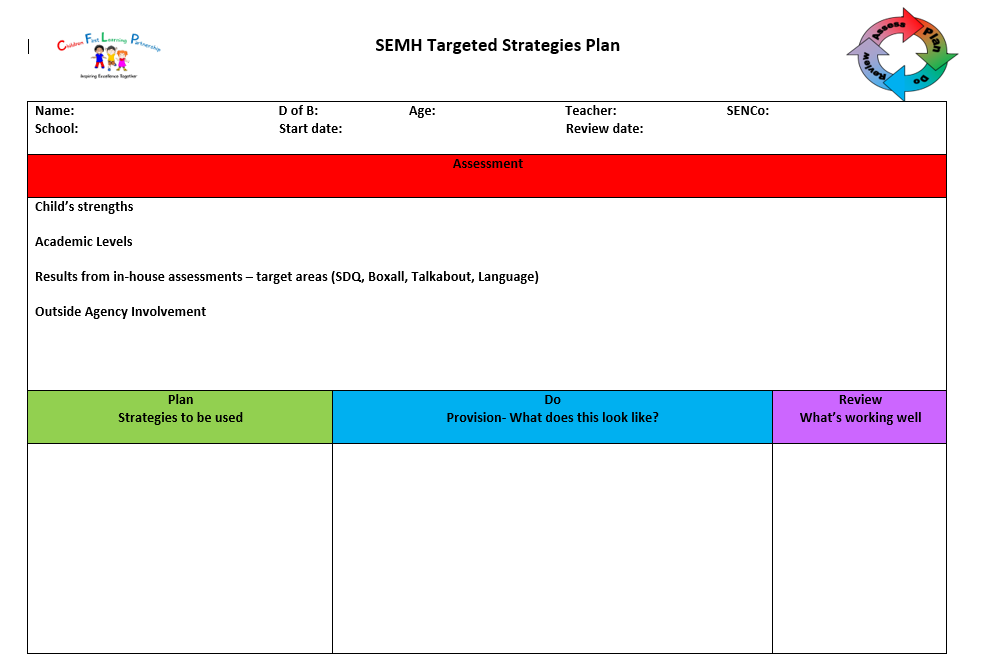 Children First Learning Partnership
Aspiring Excellence Together
SEMH Targeted Strategies Plan
Assess
Plan
Do
Review
Name: D of B: Age: Teacher: SENCo:
School: Start date: Review date:
Assessment
Child’s strengths
Academic Levels
Results from in-house assessments – target areas (SDQ, Boxall, Talkabout, Language)
Outside Agency Involvement
Plan
Strategies to be used
Do
Provision- What does this look like?
Review
What’s working well